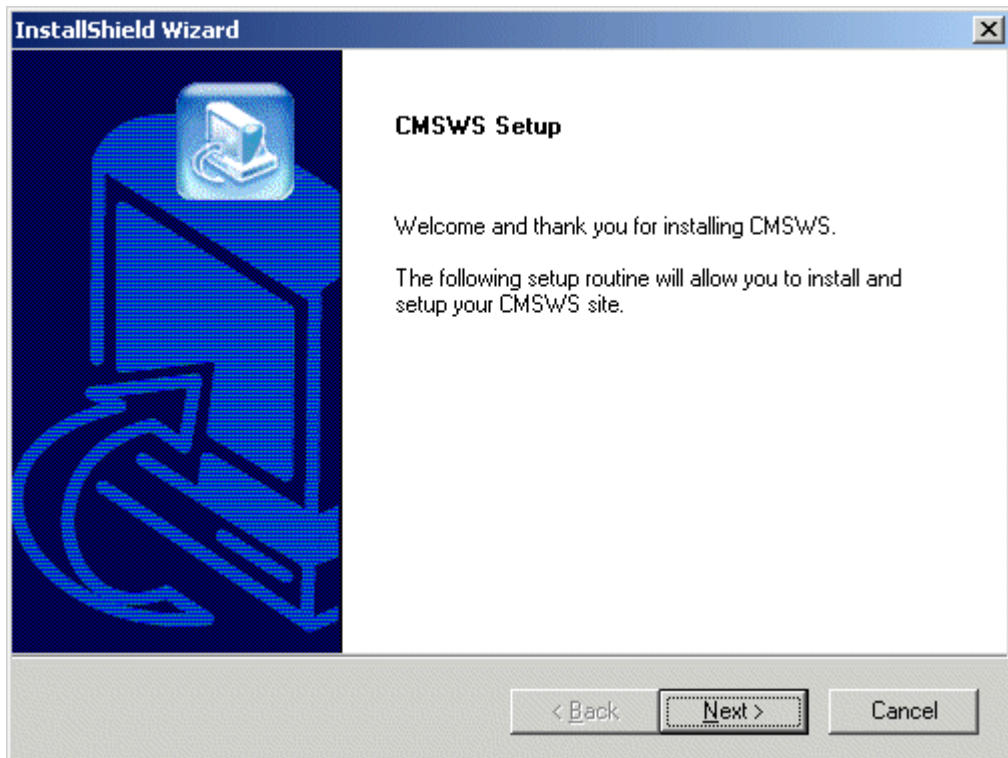 InstallShield Wizard
CMSWS Setup
Welcome and thank you for installing CMSWS.
The following setup routine will allow you to install and
setup your CMSWS site.
< Back
Next >
Cancel